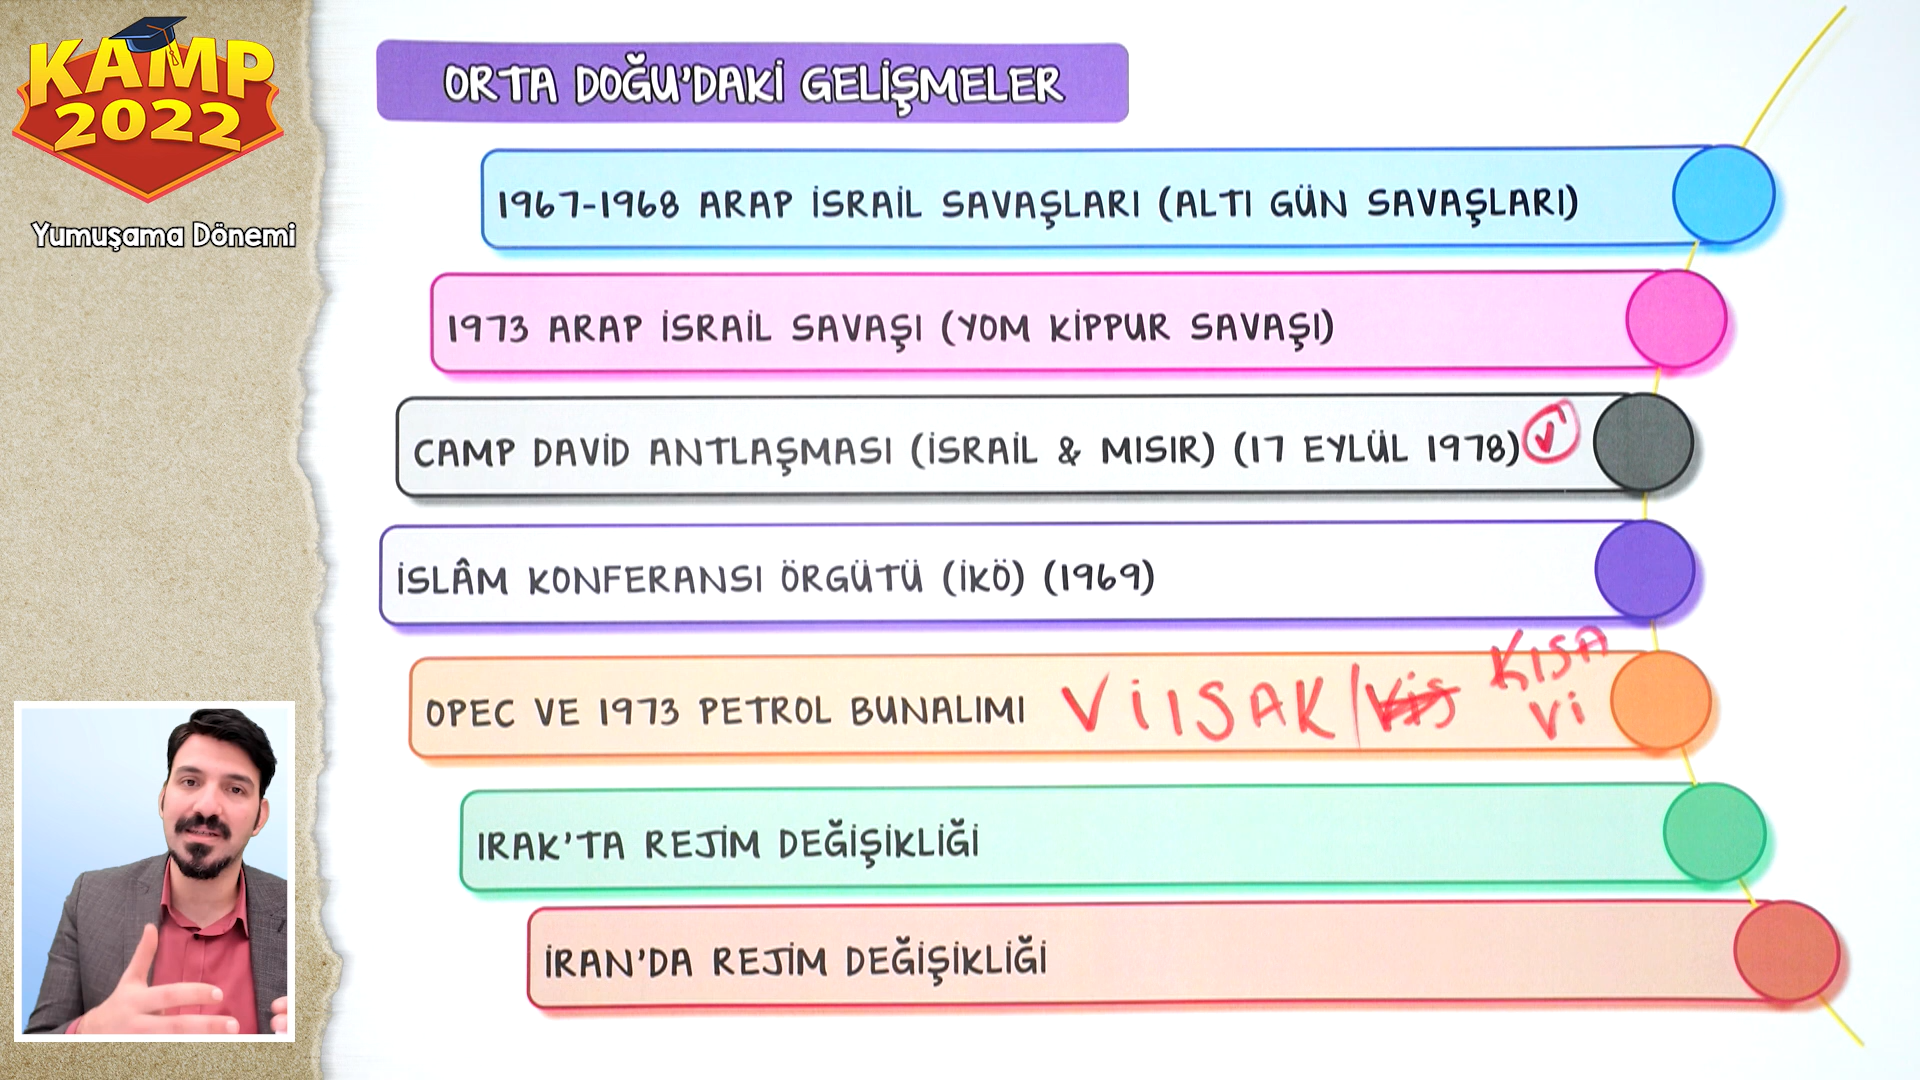 KAMP
2022
Yumuşama Dönemi
ORTA DOĞU'DAKİ GELİŞMELER
1967-1968 ARAP İSRAİL SAVAŞLARI (ALTI GÜN SAVAŞLARI)
1973 ARAP İSRAİL SAVAŞI (YOM KİPPUR SAVAŞI)
CAMP DAVİD ANTLAŞMASI (İSRAİL & MISIR) (17 EYLÜL 1978)
İSLÂM KONFERANSI ÖRGÜTÜ (İKÖ) (1969)
OPEC VE 1973 PETROL BUNALIMI VİISAK/ KISA
Vİ
IRAK'TA REJİM DEĞİŞİKLİĞİ
İRAN'DA REJİM DEĞİŞİKLİĞİ